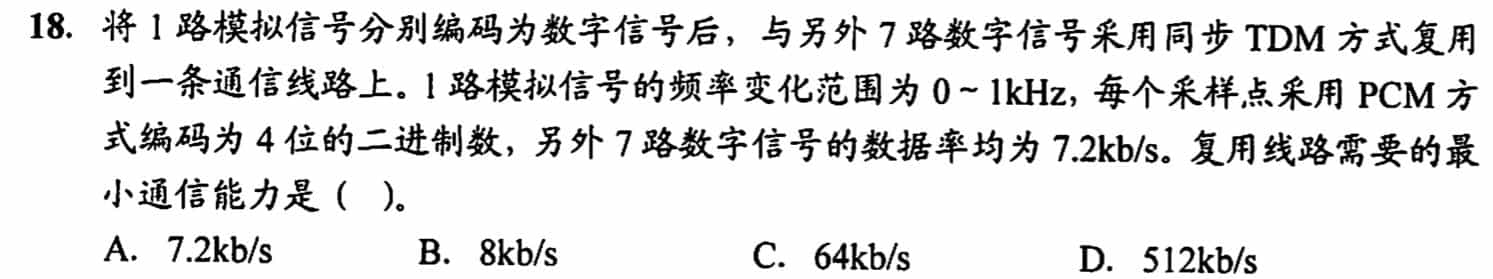 18. 将 1 路模拟信号分别编码为数字信号后，与另外 7 路数字信号采用同步 TDM 方式复用
到一条通信线路上。1 路模拟信号的频率变化范围为 0 ~ 1kHz，每个采样点采用 PCM 方
式编码为 4 位的二进制数，另外 7 路数字信号的数据率均为 7.2kb/s。复用线路需要的最
小通信能力是（ ）。
A. 7.2kb/s B. 8kb/s C. 64kb/s D. 512kb/s